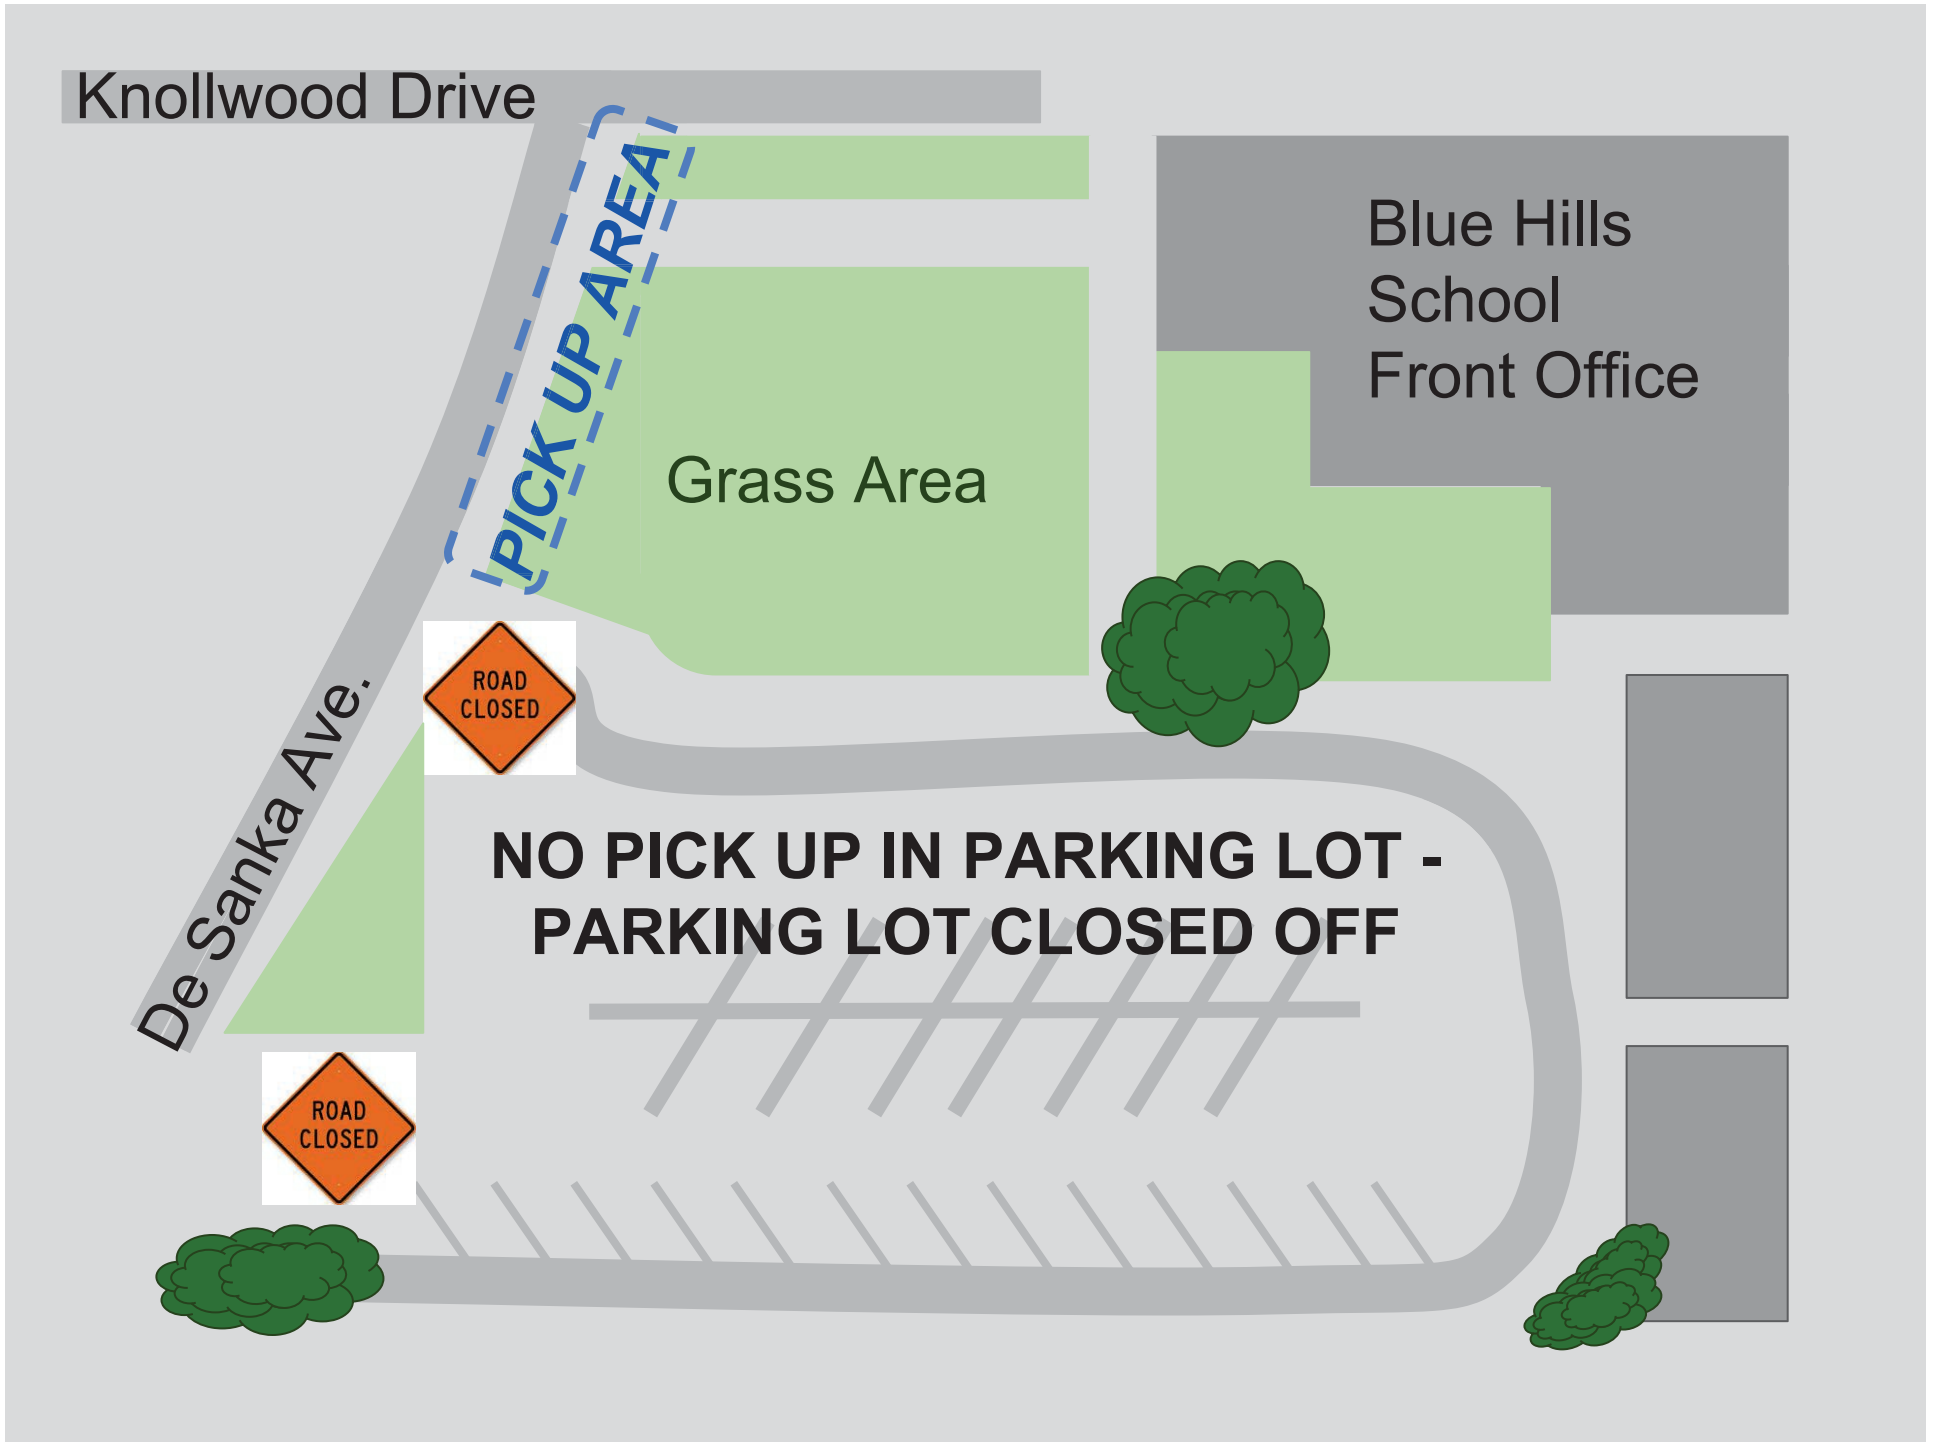 Knollwood Drive
PICK UP AREA
Blue Hills
School
Front Office
Grass Area
ROAD
CLOSED
De Sanka Ave.
NO PICK UP IN PARKING LOT -
PARKING LOT CLOSED OFF
ROAD
CLOSED